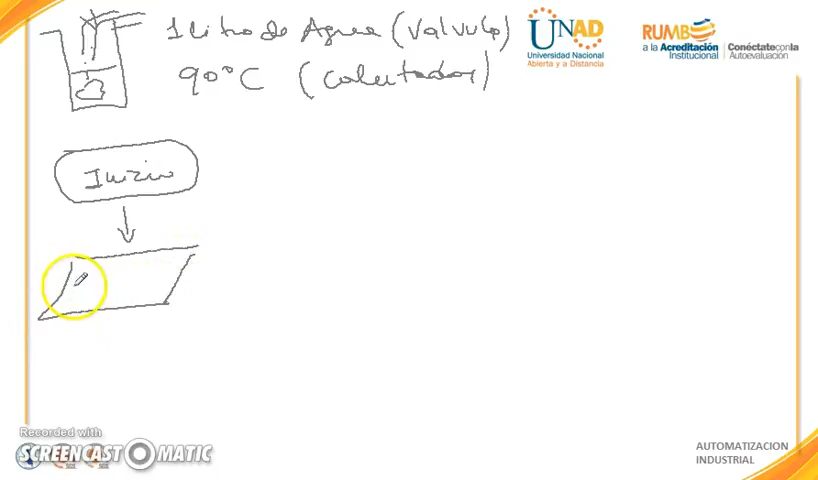 1 Litro de Agua (Valvula)
90°C (Calentador)
UNAD
Universidad Nacional
Abierta y a Distancia
RUMBO
a la Acreditación
Institucional
Conéctate con la
Autoevaluación
Inicio
Recorded with
SCREENCAST MATIC
AUTOMATIZACION
INDUSTRIAL